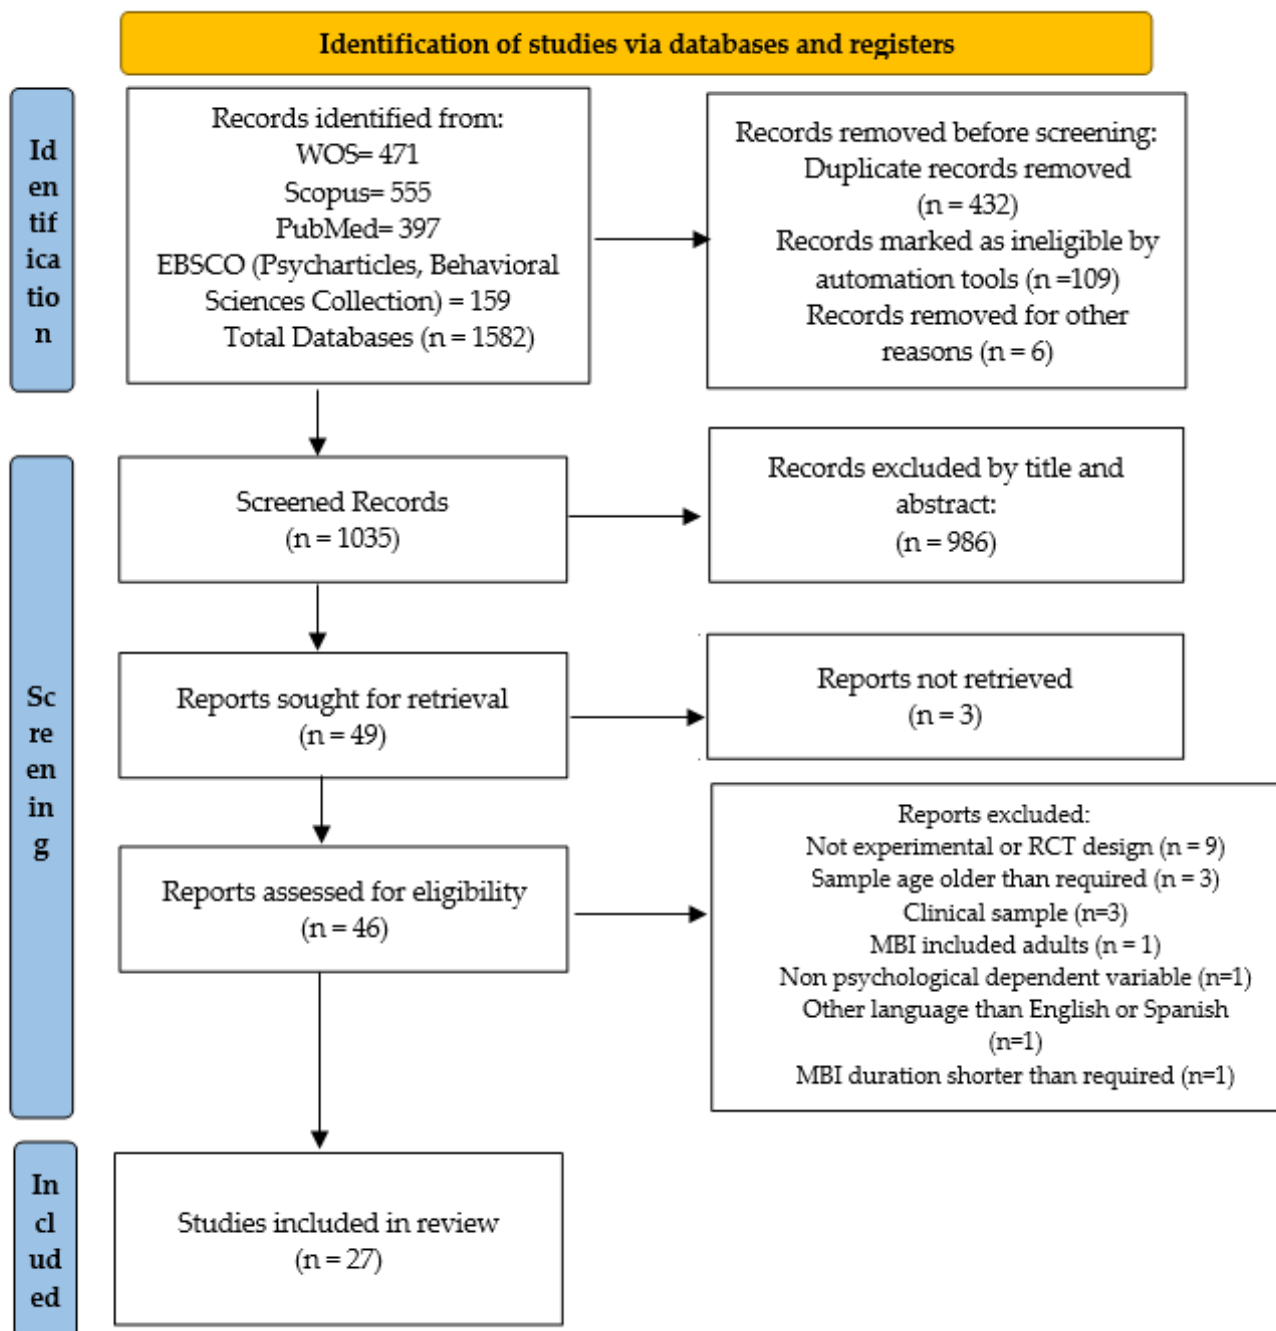 Identification of studies via databases and registers
Id
en
tif
ica
tio
n
Records identified from:
WOS= 471
Scopus= 555
PubMed= 397
EBSCO (Psycharticles, Behavioral
Sciences Collection) = 159
Total Databases (n = 1582)
Records removed before screening:
Duplicate records removed
(n = 432)
Records marked as ineligible by
automation tools (n =109)
Records removed for other
reasons (n = 6)
Sc
re
en
in
g
Screened Records
(n = 1035)
Records excluded by title and
abstract:
(n = 986)
Reports sought for retrieval
(n = 49)
Reports not retrieved
(n = 3)
Reports assessed for eligibility
(n = 46)
Reports excluded:
Not experimental or RCT design (n = 9)
Sample age older than required (n = 3)
Clinical sample (n=3)
MBI included adults (n = 1)
Non psychological dependent variable (n=1)
Other language than English or Spanish
(n=1)
MBI duration shorter than required (n=1)
In
cl
ud
ed
Studies included in review
(n = 27)